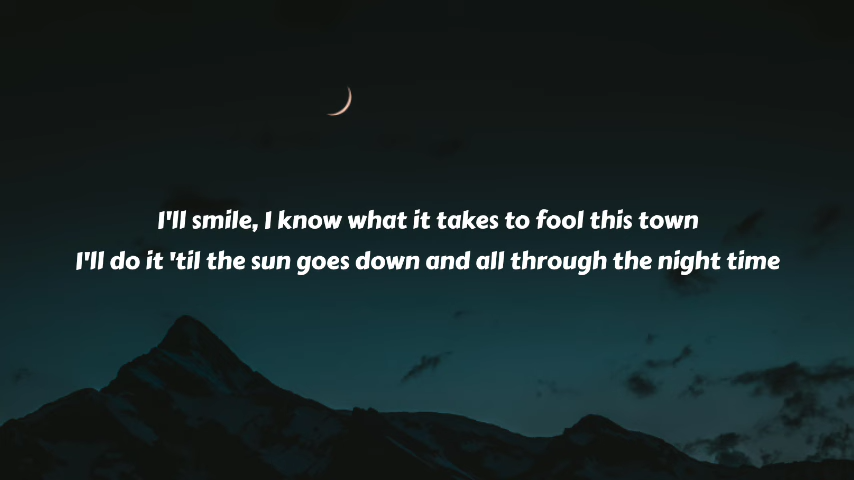 I'll smile, I know what it takes to fool this town
I'll do it 'til the sun goes down and all through the night time